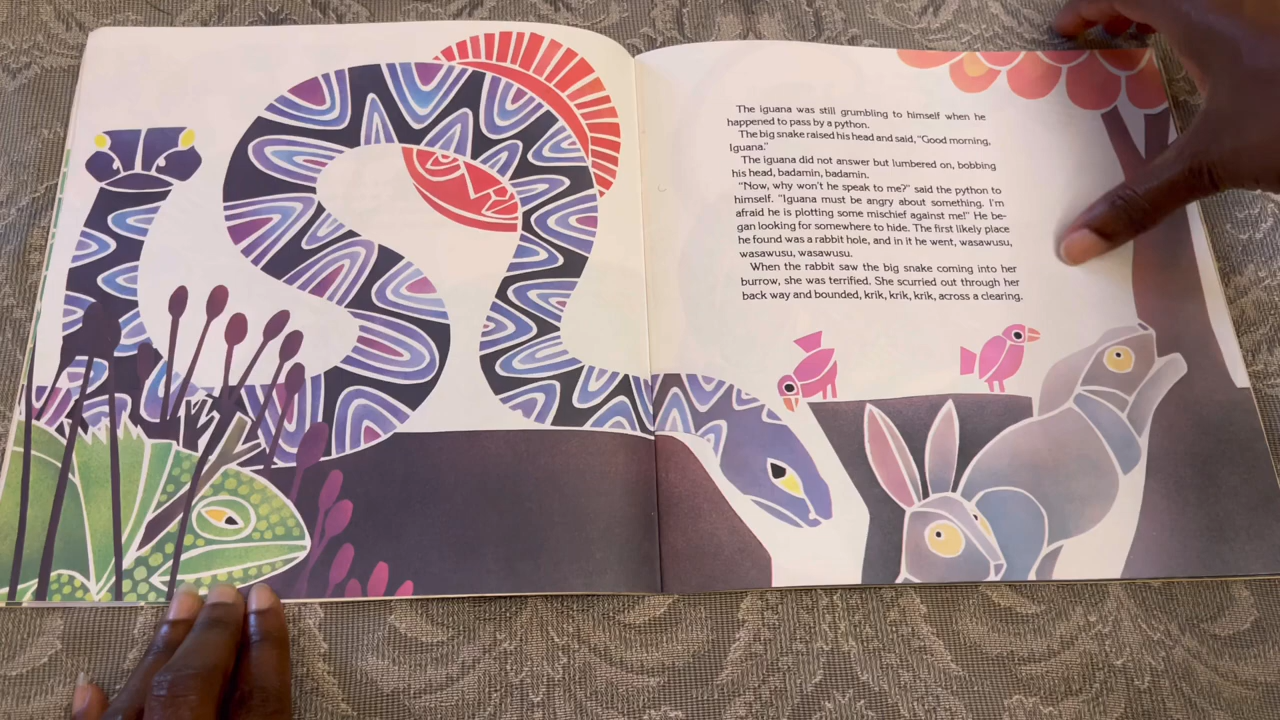 The iguana was still grumbling to himself when he
happened to pass by a python.
The big snake raised his head and said, "Good morning,
Iguana."
The iguana did not answer but lumbered on, bobbing
his head, badamin, badamin.
"Now, why won't he speak to me?" said the python to
himself. "Iguana must be angry about something. I'm
afraid he is plotting some mischief against me!" He be-
gan looking for somewhere to hide. The first likely place
he found was a rabbit hole, and in it he went, wasawusu,
wasawusu, wasawusu.
When the rabbit saw the big snake coming into her
burrow, she was terrified. She scurried out through her
back way and bounded, krik, krik, krik, across a clearing.